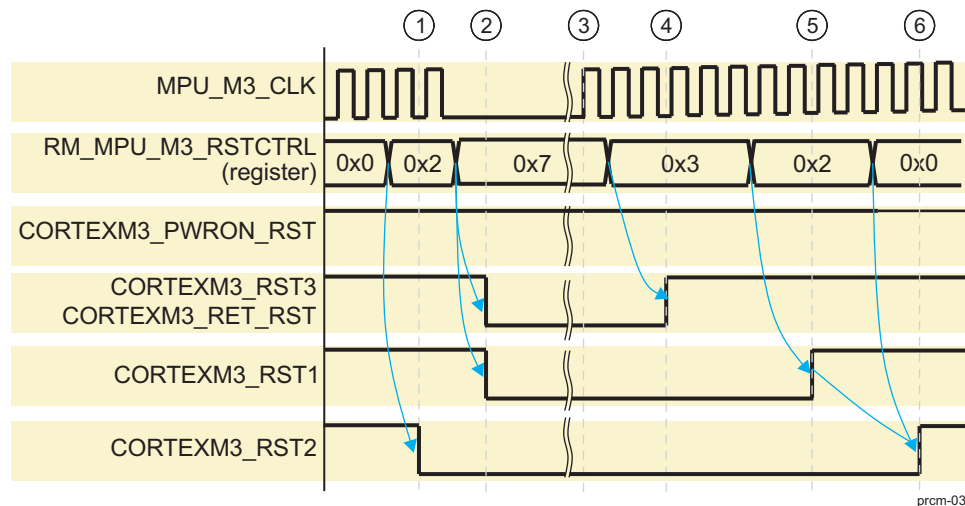 1 2 3 4 5 6
MPU_M3_CLK
RM_MPU_M3_RSTCTRL
(register)
0x0 0x2 0x7 0x3 0x2 0x0
CORTEXM3_PWRON_RST
CORTEXM3_RST3
CORTEXM3_RET_RST
CORTEXM3_RST1
CORTEXM3_RST2
prcm-03